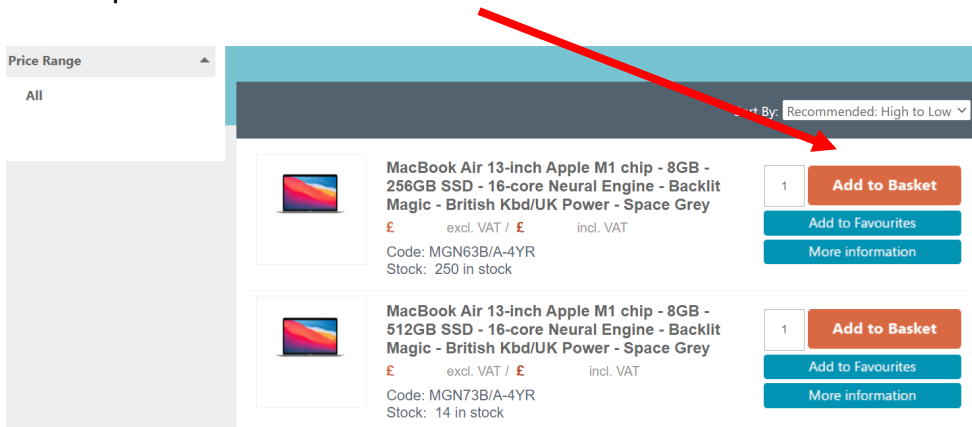 Price Range
All
Sort By: Recommended: High to Low
MacBook Air 13-inch Apple M1 chip - 8GB -
256GB SSD - 16-core Neural Engine - Backlit
Magic - British Kbd/UK Power - Space Grey
£ excl. VAT / £ incl. VAT
Code: MGN63B/A-4YR
Stock: 250 in stock
1
Add to Basket
Add to Favourites
More information
MacBook Air 13-inch Apple M1 chip - 8GB -
512GB SSD - 16-core Neural Engine - Backlit
Magic - British Kbd/UK Power - Space Grey
£ excl. VAT / £ incl. VAT
Code: MGN73B/A-4YR
Stock: 14 in stock
1
Add to Basket
Add to Favourites
More information